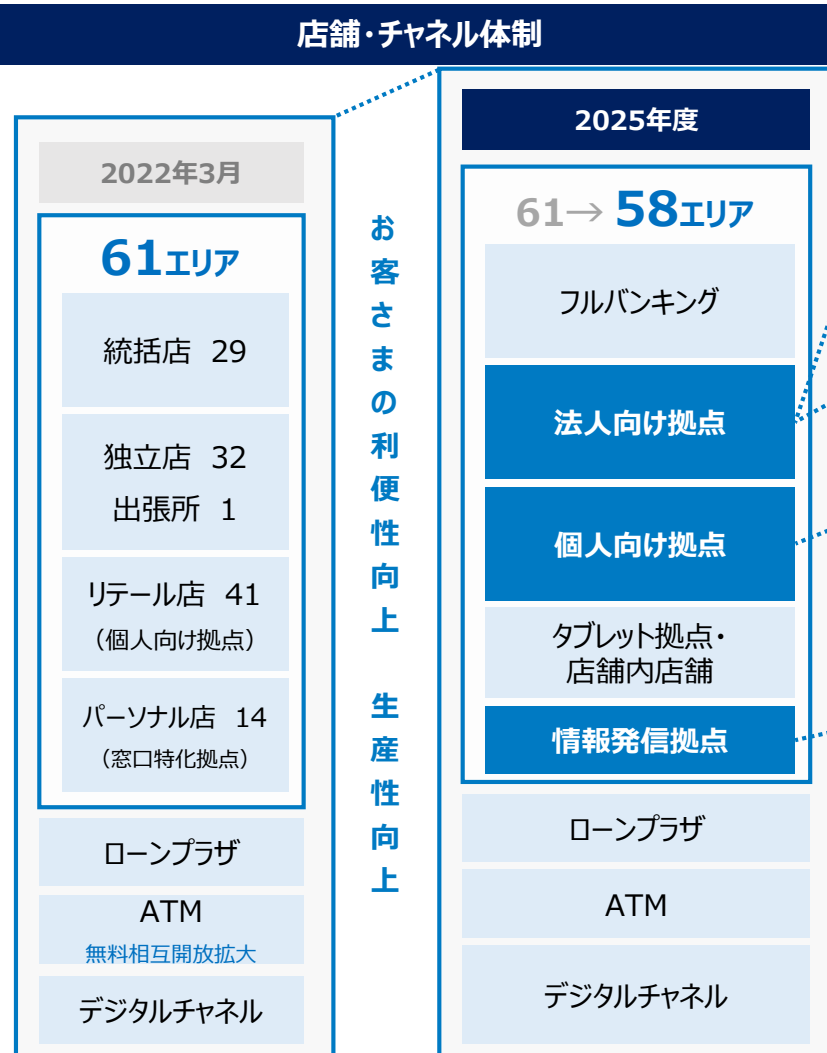 店舗・チャネル体制
2022年3月
61エリア
統括店 29
独立店 32
出張所 1
リテール店 41
（個人向け拠点）
パーソナル店 14
（窓口特化拠点）
ローンプラザ
ATM
無料相互開放拡大
デジタルチャネル
お客さまの利便性向上 生産性向上
2025年度
61→ 58エリア
フルバンキング
法人向け拠点
個人向け拠点
タブレット拠点・
店舗内店舗
情報発信拠点
ローンプラザ
ATM
デジタルチャネル